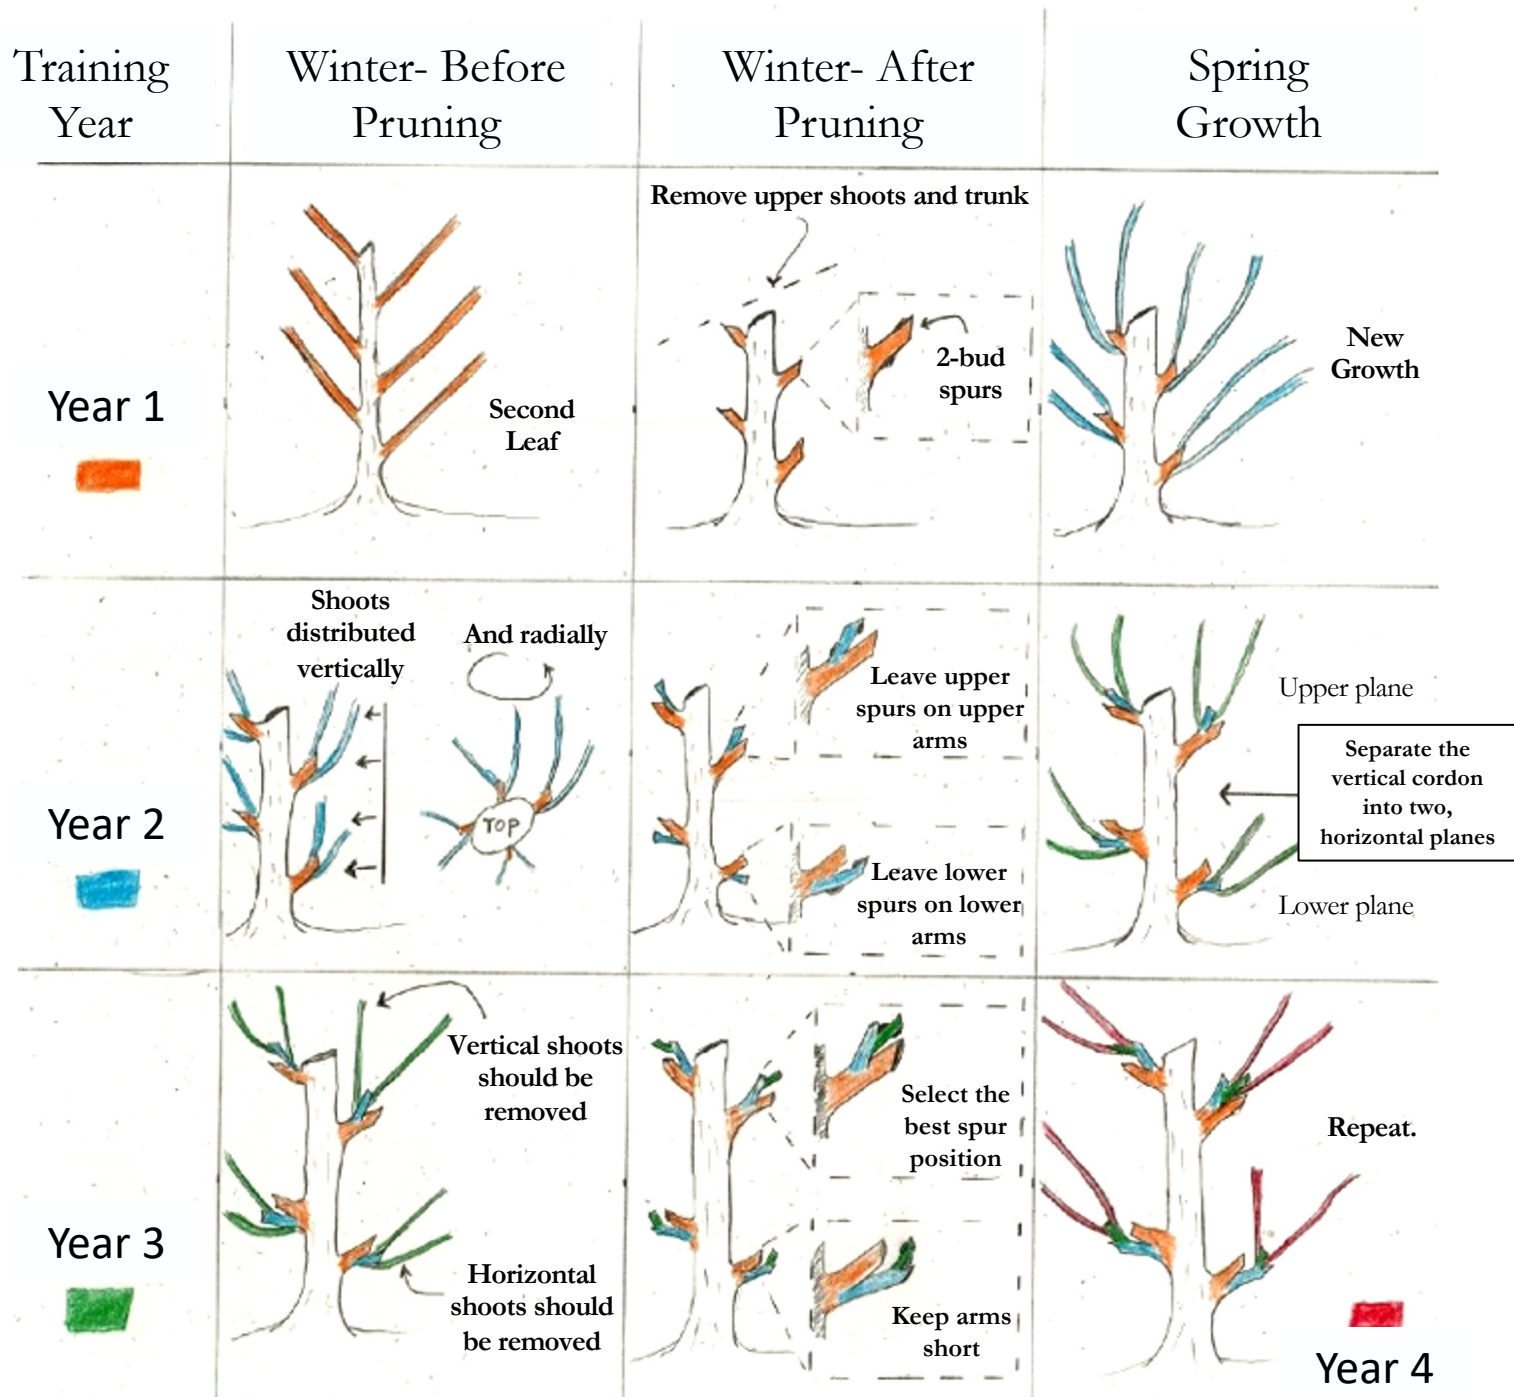 Training
Year
Winter- Before
Pruning
Winter- After
Pruning
Spring
Growth
Year 1
Second
Leaf
Remove upper shoots and trunk
2-bud
spurs
New
Growth
Year 2
Shoots
distributed
vertically
And radially
TOP
Leave upper
spurs on upper
arms
Leave lower
spurs on lower
arms
Upper plane
Separate the
vertical cordon
into two,
horizontal planes
Lower plane
Year 3
Vertical shoots
should be
removed
Horizontal
shoots should
be removed
Select the
best spur
position
Keep arms
short
Repeat.
Year 4